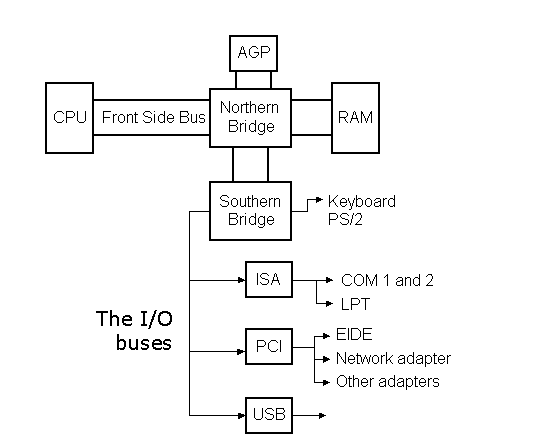 AGP
CPU
Front Side Bus
Northern
Bridge
RAM
Southern
Bridge
Keyboard
PS/2
ISA
COM 1 and 2
LPT
The I/O
buses
PCI
EIDE
Network adapter
Other adapters
USB